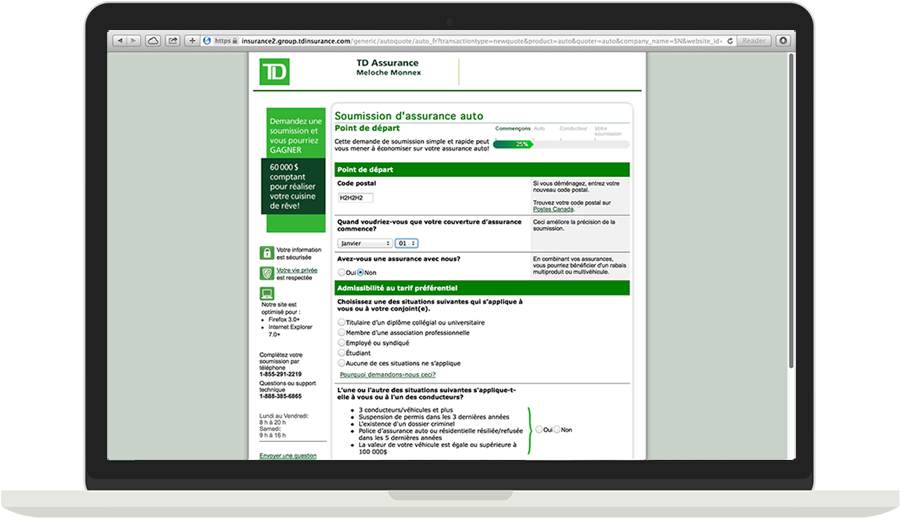 https insurance2.group.tdinsurance.com/generic/autoquote/auto_fr?transactiontype=newquote&product=auto&quoter=auto&company_name=SN&website_id=
Reader
TD
TD Assurance
Meloche Monnex
Demandez une
soumission et
vous pourriez
GAGNER
60 000 $
comptant
pour réaliser
votre cuisine
de rêve!
Votre information
est sécurisée
Votre vie privée
est respectée
Notre site est
optimisé pour :
• Firefox 3.0+
• Internet Explorer
7.0+
Complétez votre
soumission par
téléphone
1-855-291-2219
Questions ou support
technique
1-888-385-6865
Lundi au Vendredi:
8 h à 20 h
Samedi:
9 h à 16 h
Envoyer une question
Soumission d'assurance auto
Point de départ
Cette demande de soumission simple et rapide peut
vous mener à économiser sur votre assurance auto!
Commençons Auto Conducteur Votre
soumission
25%
Point de départ
Code postal
H2H2H2
Si vous déménagez, entrez votre
nouveau code postal.
Trouvez votre code postal sur
Postes Canada.
Quand voudriez-vous que votre couverture d'assurance
commence?
Janvier 01
Ceci améliore la précision de la
soumission.
Avez-vous une assurance avec nous?
Oui Non
En combinant vos assurances,
vous pourriez bénéficier d'un rabais
multiproduit ou multivéhicule.
Admissibilité au tarif préférentiel
Choisissez une des situations suivantes qui s'applique à
vous ou à votre conjoint(e).
Titulaire d'un diplôme collégial ou universitaire
Membre d'une association professionnelle
Employé ou syndiqué
Étudiant
Aucune de ces situations ne s'applique
Pourquoi demandons-nous ceci?
L'une ou l'autre des situations suivantes s'applique-t-
elle à vous ou à l'un des conducteurs?
• 3 conducteurs/véhicules et plus
• Suspension de permis dans les 3 dernières années
• L'existence d'un dossier criminel
• Police d'assurance auto ou résidentielle résiliée/refusée
dans les 5 dernières années
• La valeur de votre véhicule est égale ou supérieure à
100 000$
Oui Non